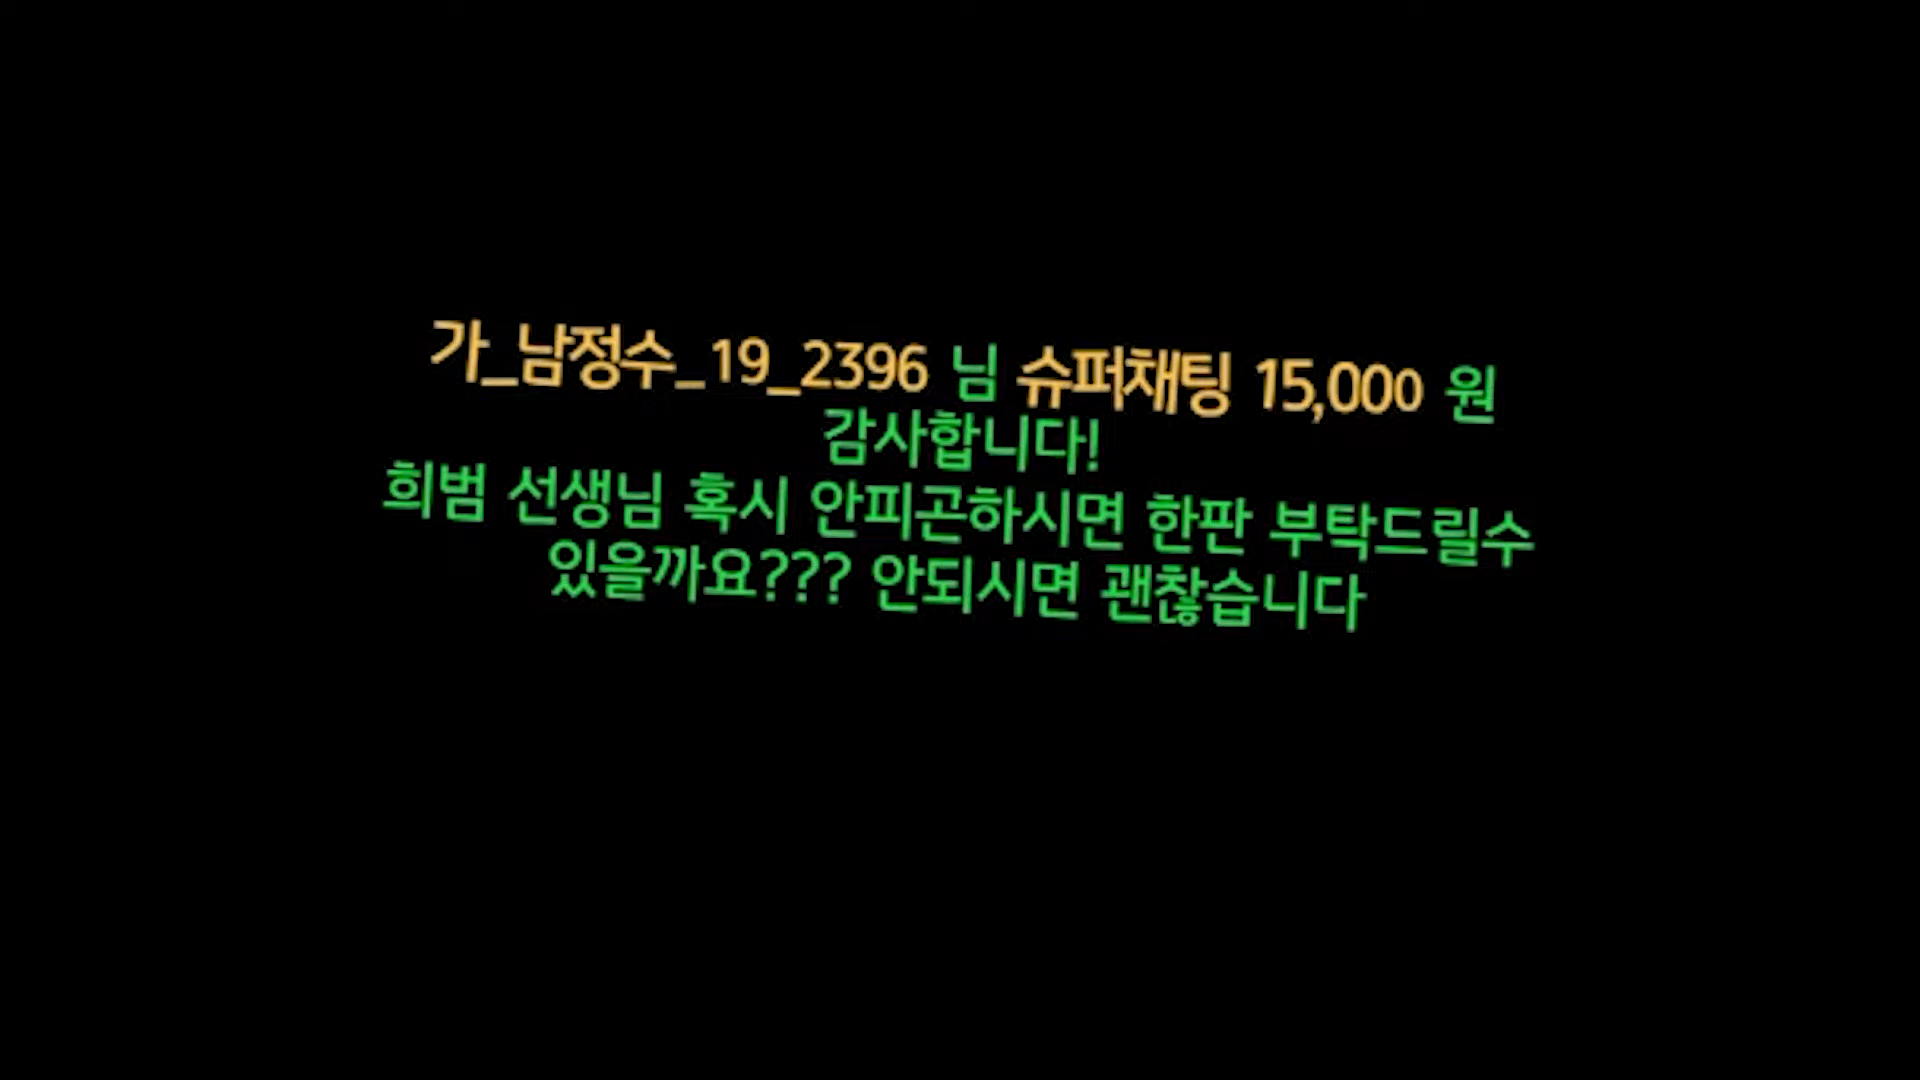 가_남정수_19_2396 님 슈퍼채팅 15,000 원
감사합니다!
희범 선생님 혹시 안피곤하시면 한판 부탁드릴수
있을까요??? 안되시면 괜찮습니다